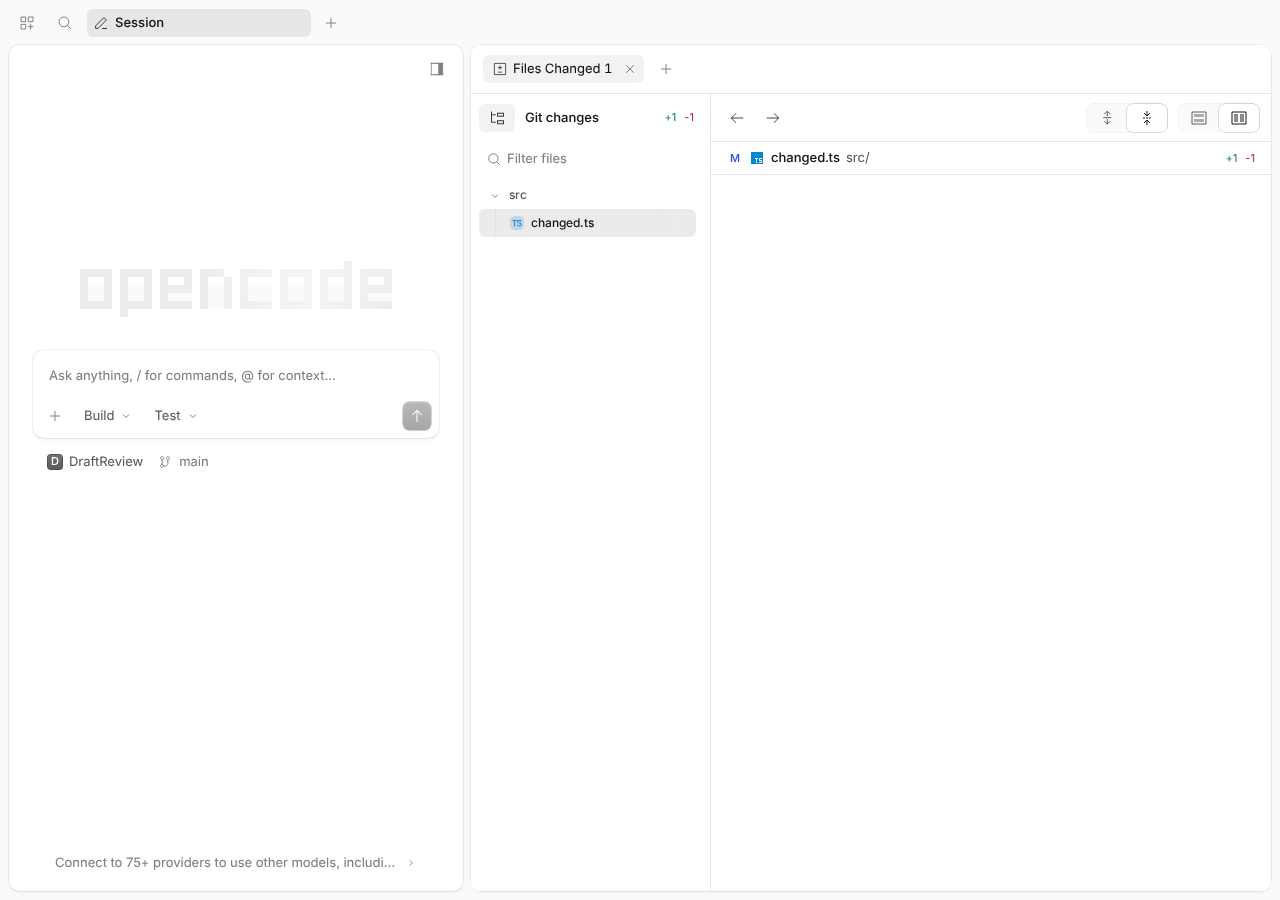 Session
Files Changed 1
Git changes +1 -1
Filter files
src
TS changed.ts
M TS changed.ts src/ +1 -1
opencode
Ask anything, / for commands, @ for context...
Build Test
D DraftReview main
Connect to 75+ providers to use other models, includi...